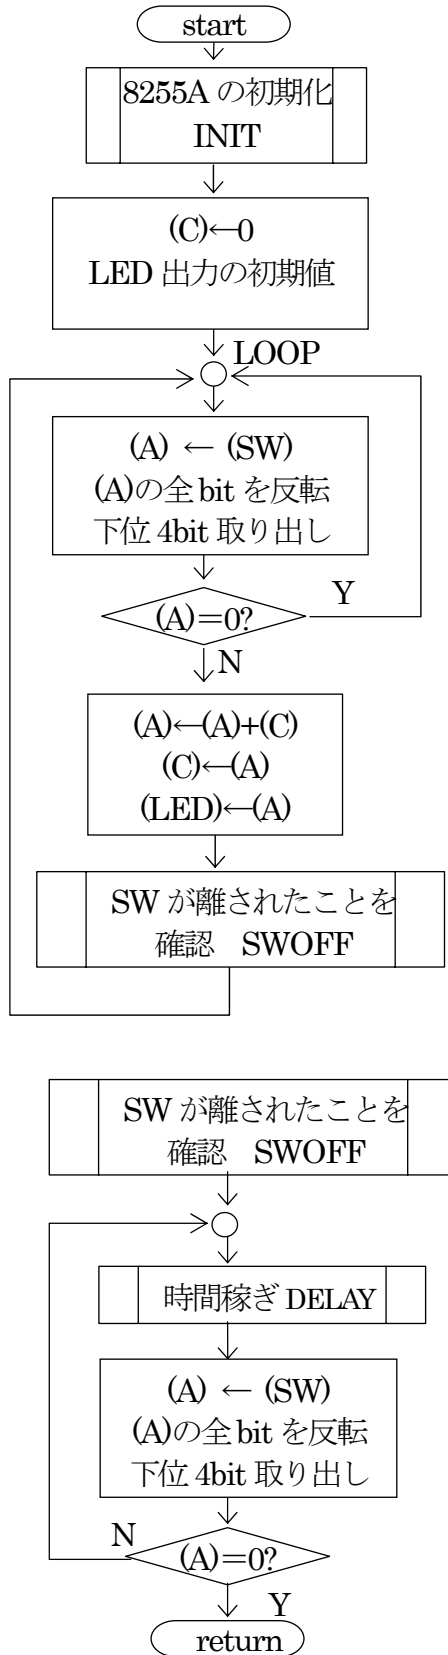 start
8255A の初期化
INIT
(C)←0
LED 出力の初期値
LOOP
(A) ← (SW)
(A)の全 bit を反転
下位 4bit 取り出し
Y
(A)＝0?
N
(A)←(A)+(C)
(C)←(A)
(LED)←(A)
SW が離されたことを
確認　SWOFF
SW が離されたことを
確認　SWOFF
時間稼ぎ DELAY
(A) ← (SW)
(A)の全 bit を反転
下位 4bit 取り出し
N
(A)＝0?
Y
return